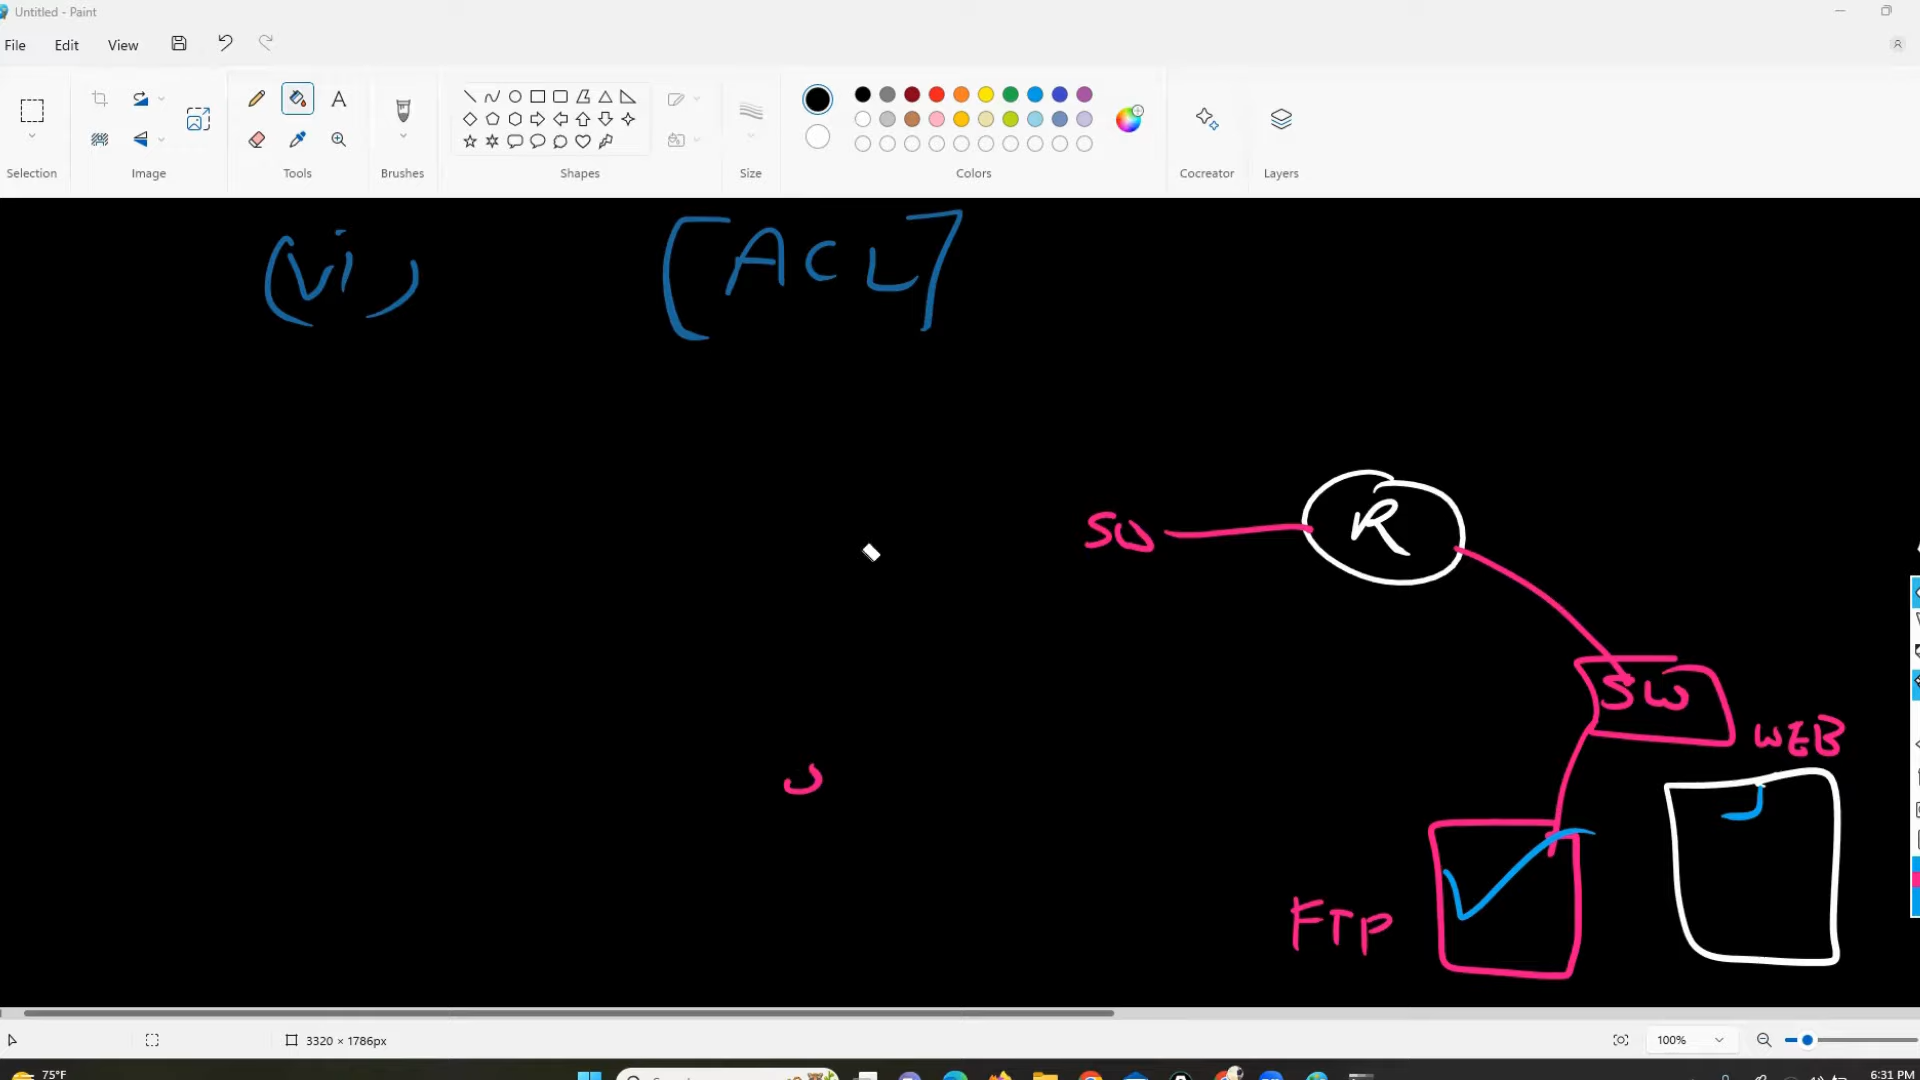 Untitled - Paint
File Edit View
Selection Image Tools Brushes Shapes Size Colors Cocreator Layers
(vi) [ACL]
R
SW
SW
WEB
FTP
3320 × 1786px 100%
75°F 6:31 PM